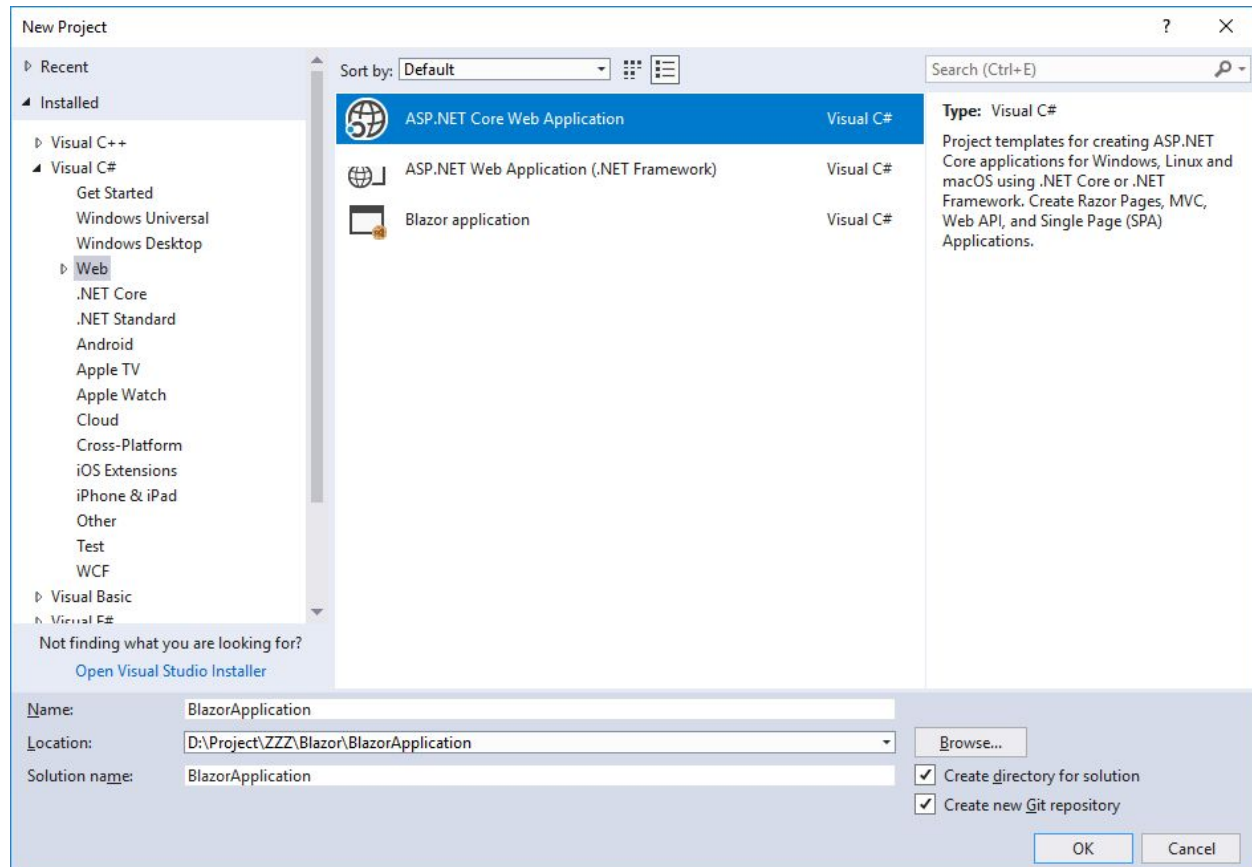 New Project
?
Recent
Installed
Visual C++
Visual C#
Get Started
Windows Universal
Windows Desktop
Web
.NET Core
.NET Standard
Android
Apple TV
Apple Watch
Cloud
Cross-Platform
iOS Extensions
iPhone & iPad
Other
Test
WCF
Visual Basic
Visual F#
Not finding what you are looking for?
Open Visual Studio Installer
Sort by: Default
ASP.NET Core Web Application Visual C#
ASP.NET Web Application (.NET Framework) Visual C#
Blazor application Visual C#
Search (Ctrl+E)
Type: Visual C#
Project templates for creating ASP.NET
Core applications for Windows, Linux and
macOS using .NET Core or .NET
Framework. Create Razor Pages, MVC,
Web API, and Single Page (SPA)
Applications.
Name: BlazorApplication
Location: D:\Project\ZZZ\Blazor\BlazorApplication
Browse...
Solution name: BlazorApplication
Create directory for solution
Create new Git repository
OK Cancel